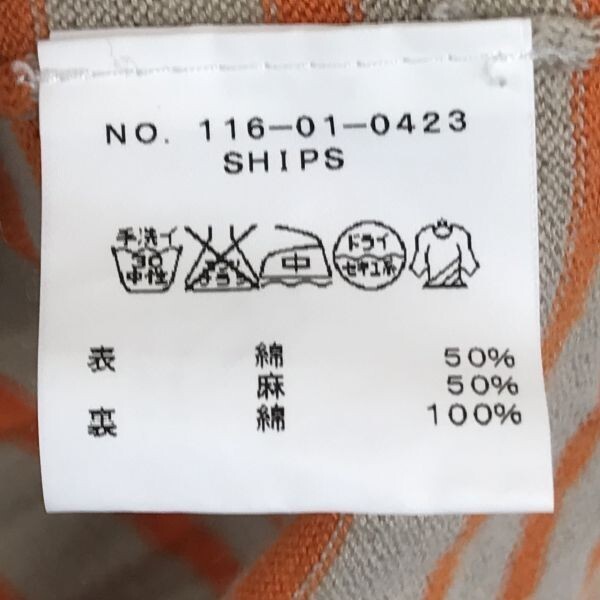 NO. 116-01-0423
SHIPS
手洗イ 30 中性
エンソサラシ
中
ドライ セキユ系
表 綿 50%
麻 50%
裏 綿 100%